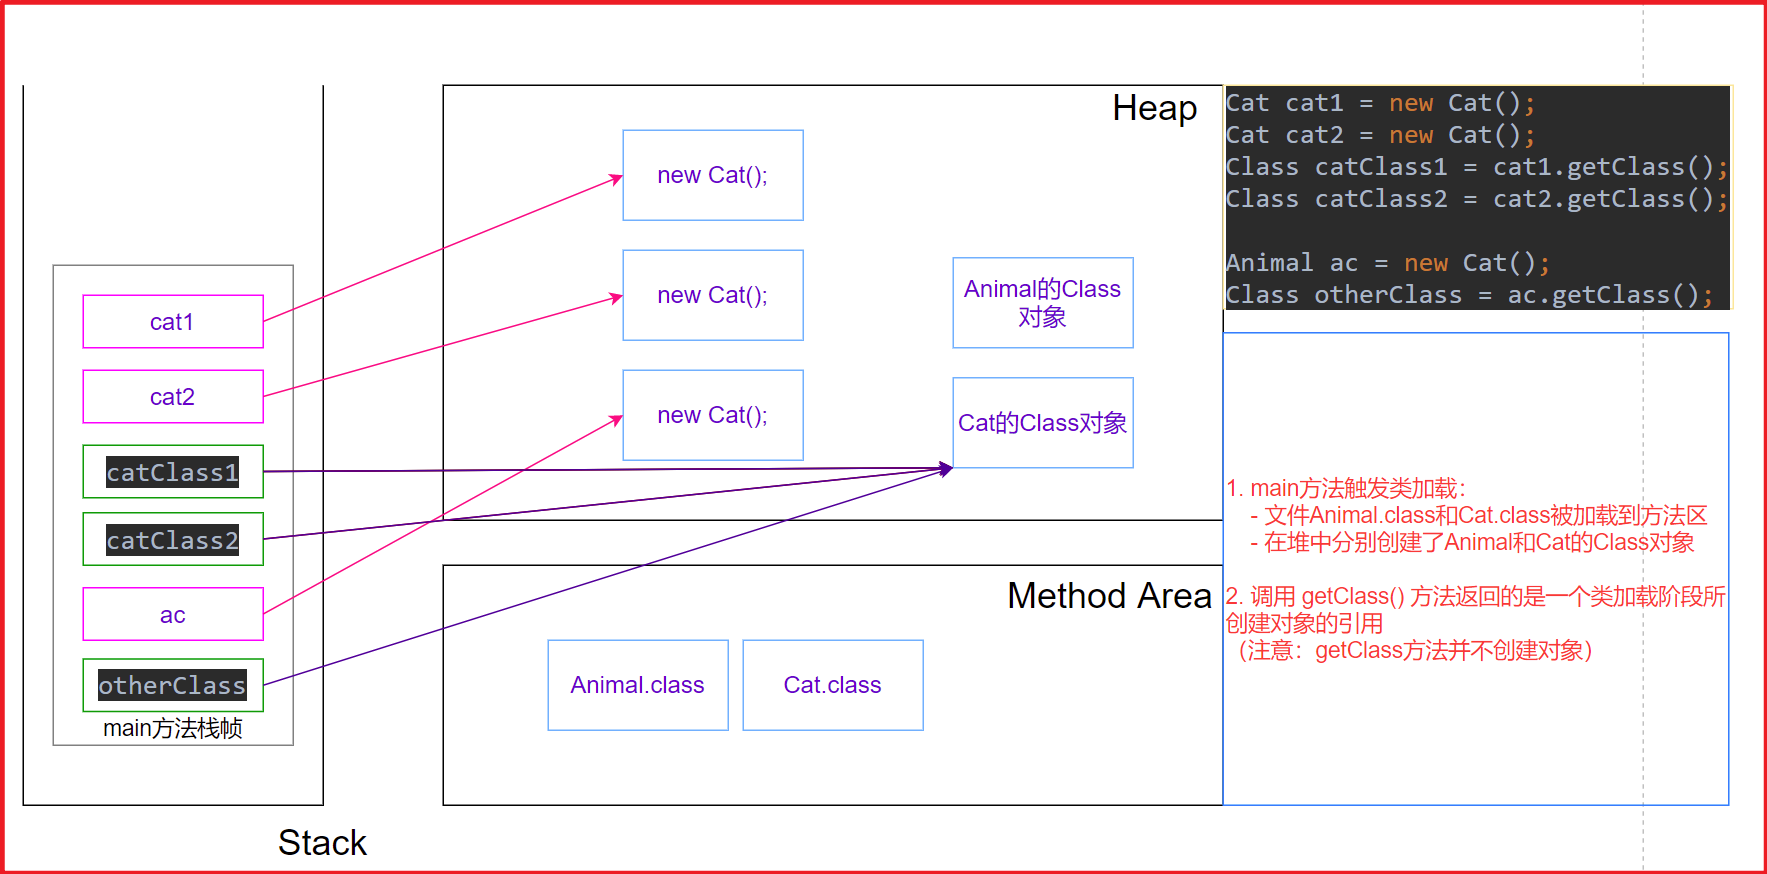 Heap
new Cat();
new Cat();
new Cat();
Animal的Class
对象
Cat的Class对象
cat1
cat2
catClass1
catClass2
ac
otherClass
main方法栈帧
Stack
Method Area
Animal.class
Cat.class
Cat cat1 = new Cat();
Cat cat2 = new Cat();
Class catClass1 = cat1.getClass();
Class catClass2 = cat2.getClass();
Animal ac = new Cat();
Class otherClass = ac.getClass();
1. main方法触发类加载：
- 文件Animal.class和Cat.class被加载到方法区
- 在堆中分别创建了Animal和Cat的Class对象
2. 调用 getClass() 方法返回的是一个类加载阶段所
创建对象的引用
（注意：getClass方法并不创建对象）